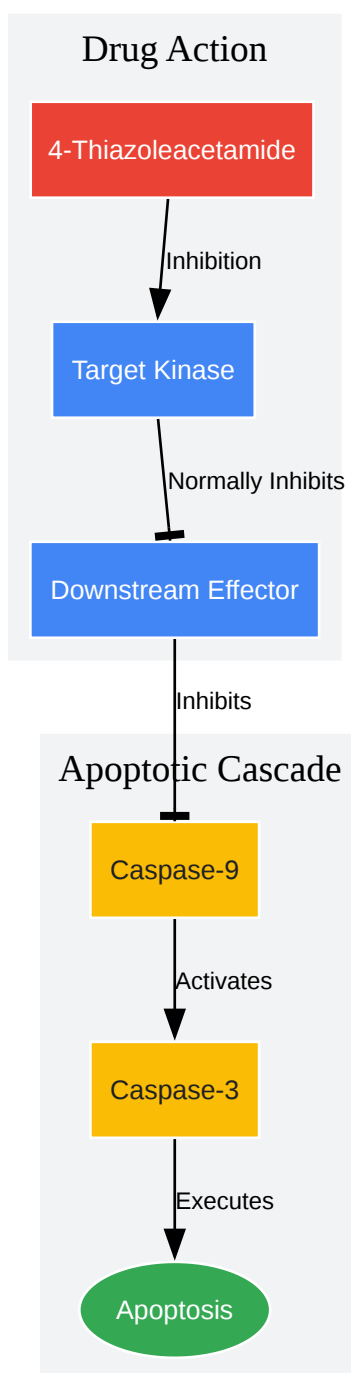 Drug Action
4-Thiazoleacetamide
Inhibition
Target Kinase
Normally Inhibits
Downstream Effector
Inhibits
Apoptotic Cascade
Caspase-9
Activates
Caspase-3
Executes
Apoptosis